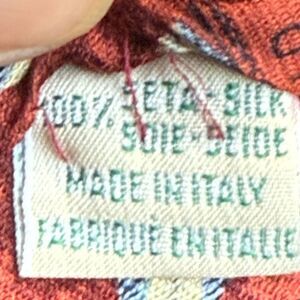 100% SETA-SILK
SOIE-SEIDE
MADE IN ITALY
FABRIQUÉ EN ITALIE